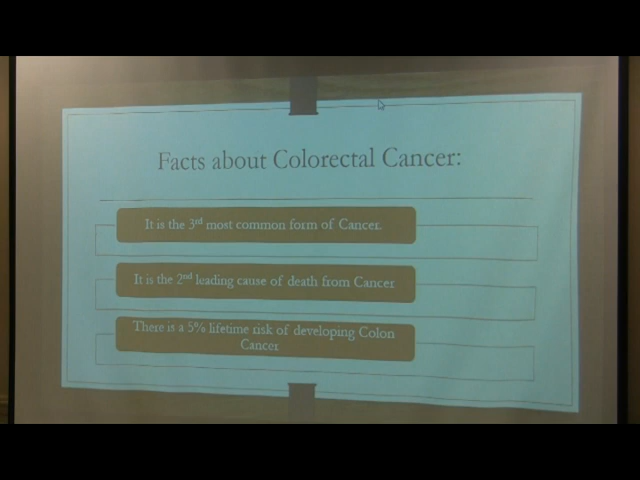 Facts about Colorectal Cancer:
It is the 3rd most common form of Cancer.
It is the 2nd leading cause of death from Cancer
There is a 5% lifetime risk of developing Colon
Cancer